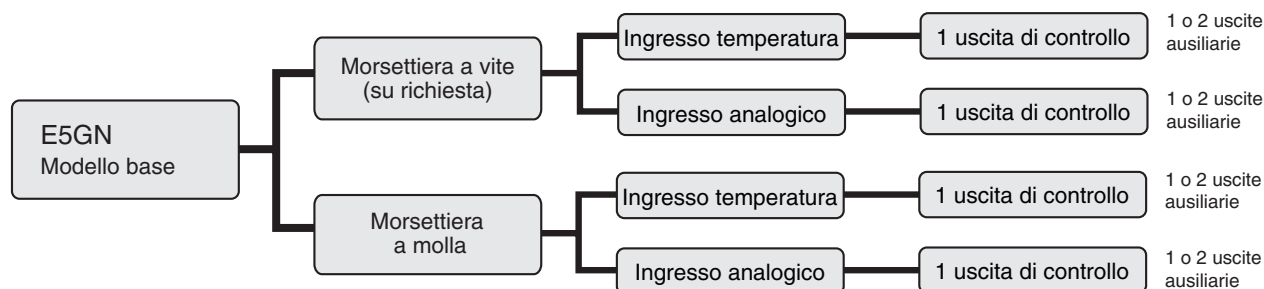 E5GN
Modello base
Morsettiera a vite
(su richiesta)
Ingresso temperatura
1 uscita di controllo
1 o 2 uscite
ausiliarie
Ingresso analogico
1 uscita di controllo
1 o 2 uscite
ausiliarie
Morsettiera
a molla
Ingresso temperatura
1 uscita di controllo
1 o 2 uscite
ausiliarie
Ingresso analogico
1 uscita di controllo
1 o 2 uscite
ausiliarie